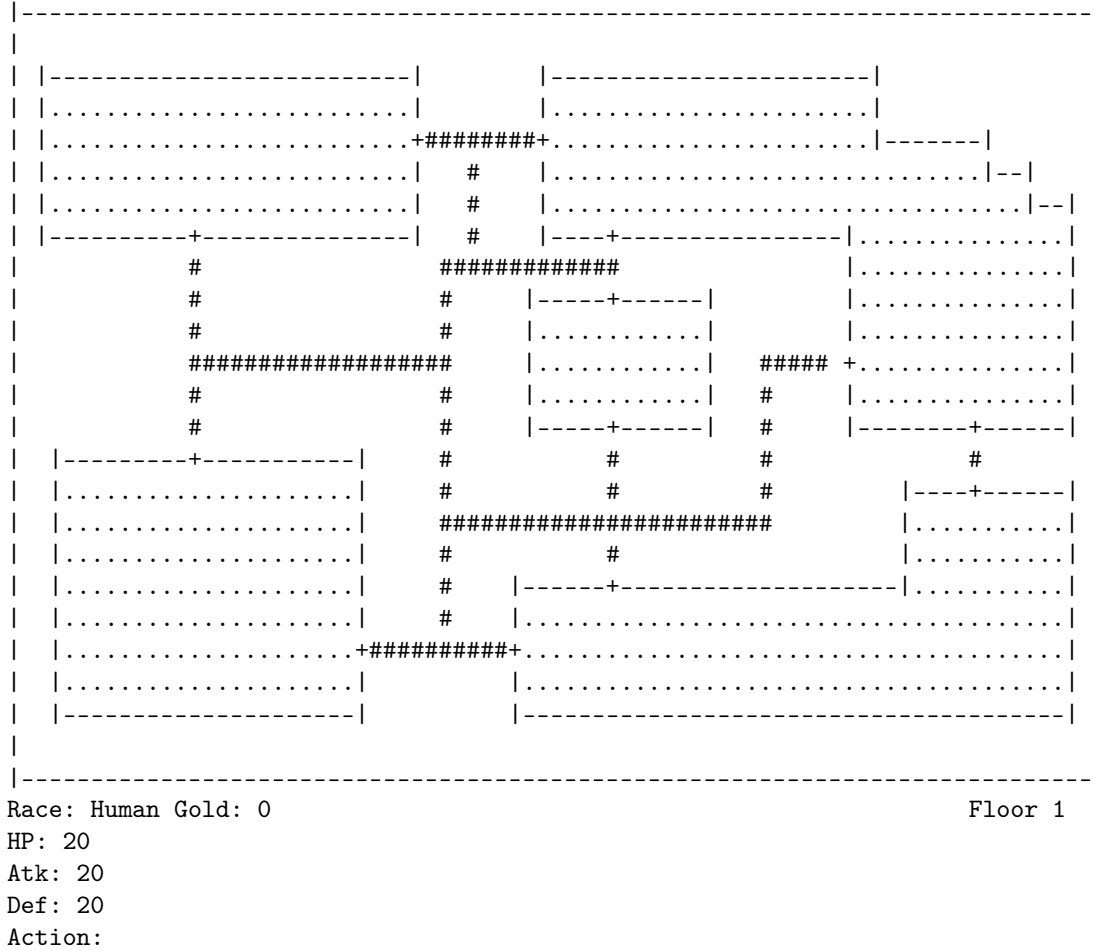 |-----------------------------------------------------------------------------
|
| |--------------------------|        |-----------------------|
| |..........................|        |.......................|
| |..........................+########+.......................|-------|
| |..........................|   #    |...............................|--|
| |..........................|   #    |..................................|--|
| |----------+---------------|   #    |----+----------------|...............|
|            #                 #############                |...............|
|            #                 #     |-----+------|         |...............|
|            #                 #     |............|         |...............|
|            ###################     |............|   ##### +...............|
|            #                 #     |............|   #     |...............|
|            #                 #     |-----+------|   #     |--------+------|
|  |---------+-----------|     #           #          #              #
|  |.....................|     #           #          #         |----+------|
|  |.....................|     ########################         |...........|
|  |.....................|     #           #                    |...........|
|  |.....................|     #    |------+--------------------|...........|
|  |.....................|     #    |.......................................|
|  |.....................+##########+.......................................|
|  |.....................|          |.......................................|
|  |---------------------|          |---------------------------------------|
|
|-----------------------------------------------------------------------------
Race: Human Gold: 0                                                  Floor 1
HP: 20
Atk: 20
Def: 20
Action: